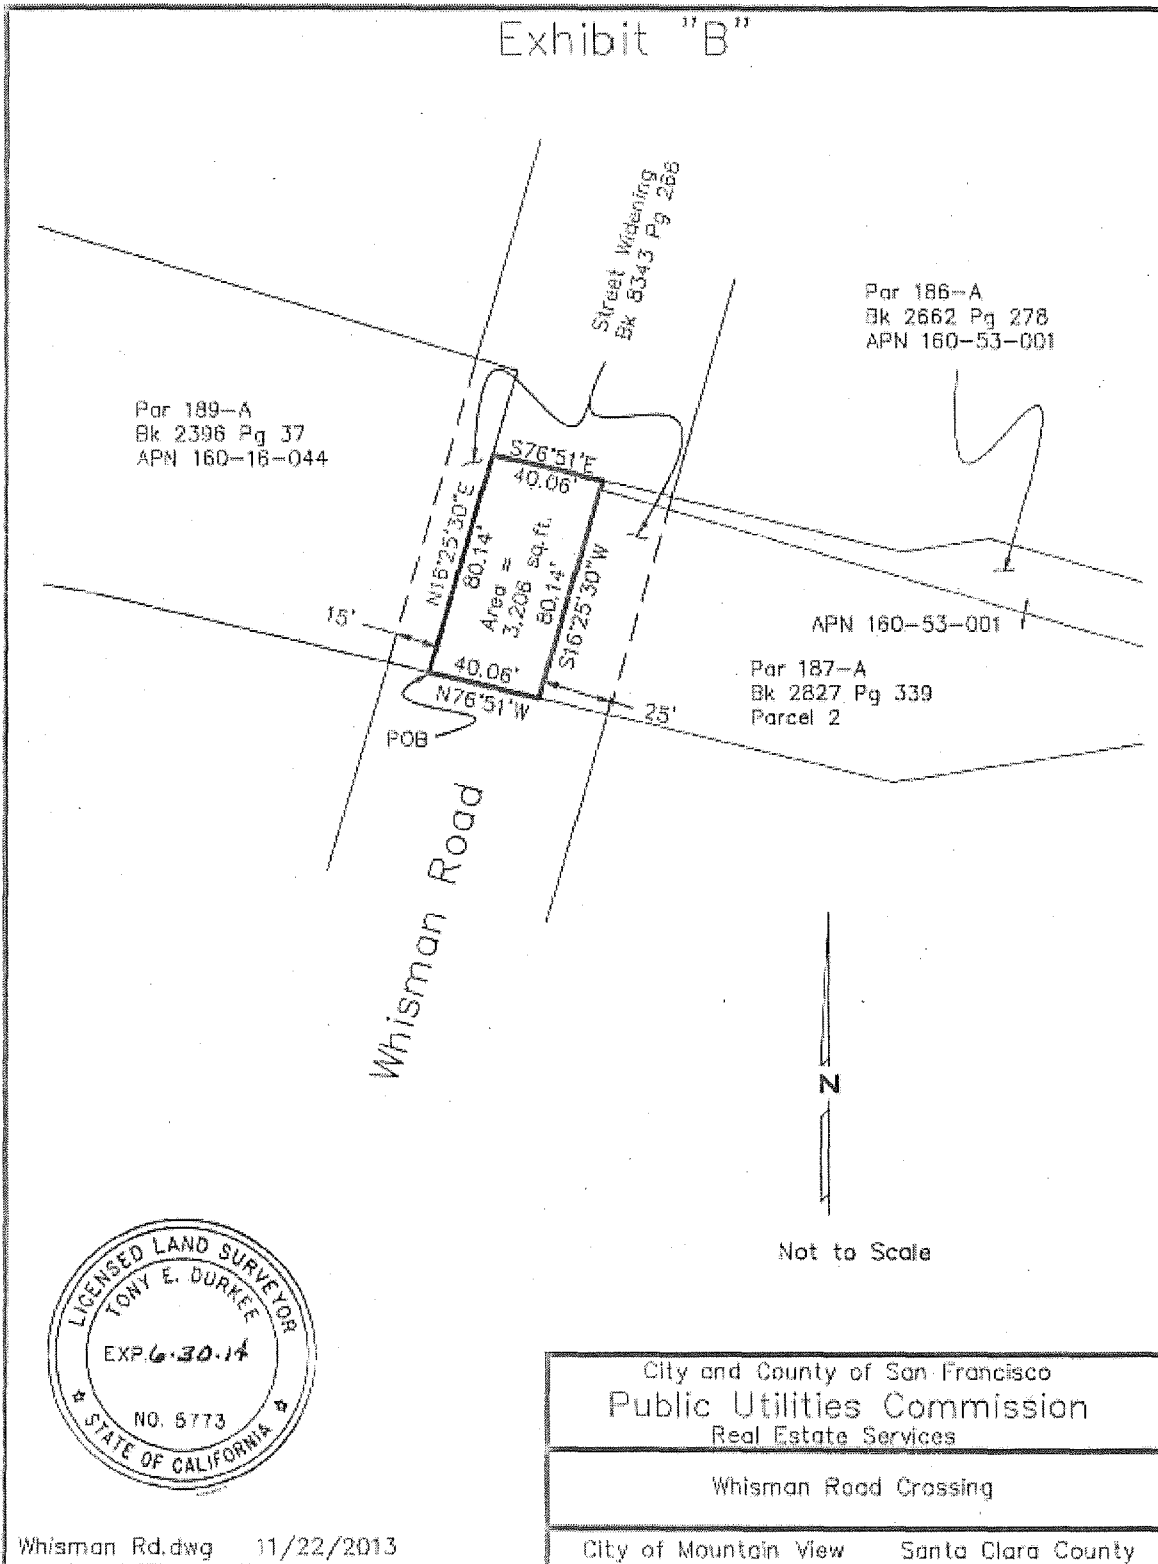 Exhibit "B"
Street Widening
Bk 8343 Pg 266
Par 186-A
Bk 2662 Pg 278
APN 160-53-001
Par 189-A
Bk 2396 Pg 37
APN 160-16-044
S76°51'E
40.06'
N16°25'30"E
80.14'
Area =
3,206 sq.ft.
80.14'
S16°25'30"W
15'
APN 160-53-001
40.06'
N76°51'W
Par 187-A
Bk 2827 Pg 339
Parcel 2
25'
POB
Whisman Road
N
Not to Scale
LICENSED LAND SURVEYOR
TONY E. DURKEE
EXP. 6.30.14
NO. 5773
STATE OF CALIFORNIA
City and County of San Francisco
Public Utilities Commission
Real Estate Services
Whisman Road Crossing
Whisman Rd.dwg 11/22/2013
City of Mountain View Santa Clara County